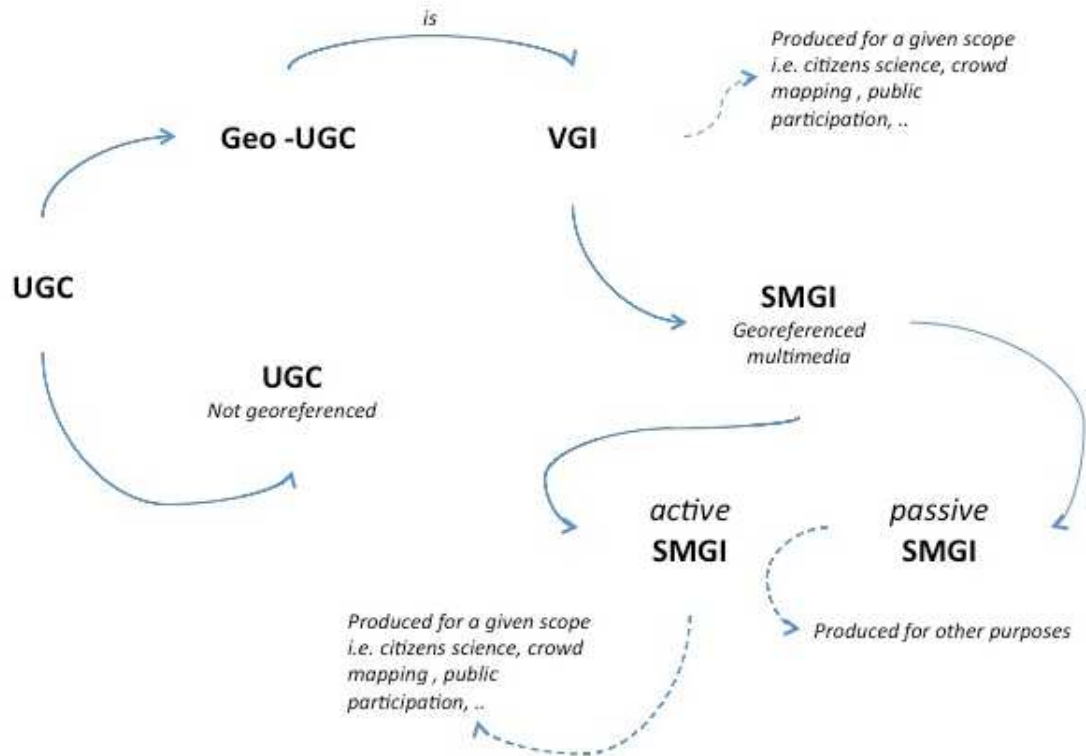 is
Produced for a given scope
i.e. citizens science, crowd
mapping , public
participation, ..
Geo -UGC
VGI
UGC
SMGI
Georeferenced
multimedia
UGC
Not georeferenced
active
SMGI
passive
SMGI
Produced for a given scope
i.e. citizens science, crowd
mapping , public
participation, ..
Produced for other purposes